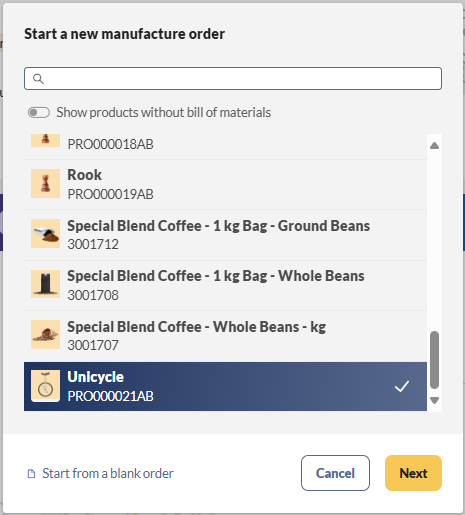 Start a new manufacture order
Show products without bill of materials
PRO000018AB
Rook
PRO000019AB
Special Blend Coffee - 1 kg Bag - Ground Beans
3001712
Special Blend Coffee - 1 kg Bag - Whole Beans
3001708
Special Blend Coffee - Whole Beans - kg
3001707
Unicycle
PRO000021AB
Start from a blank order
Cancel
Next